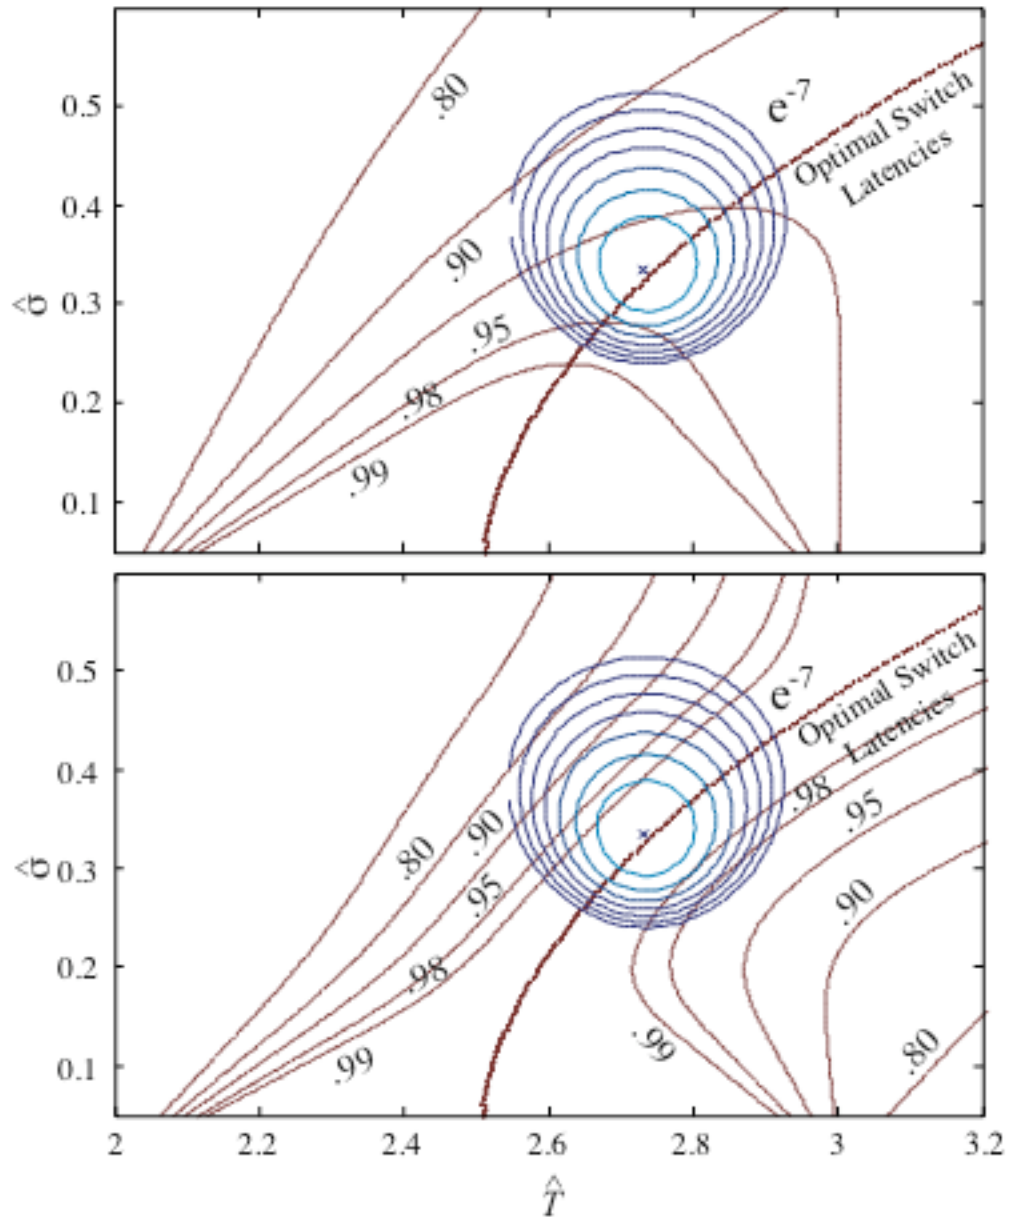 .80
e-7
0.5
Optimal Switch
Latencies
0.4
.90
σ̂
0.3
.95
.98
0.2
.99
0.1
0.5
e-7
Optimal Switch
Latencies
0.4
.98
.95
.80
.90
σ̂
0.3
.95
.90
0.2
.98
.99
.99
.80
0.1
2 2.2 2.4 2.6 2.8 3 3.2
T̂